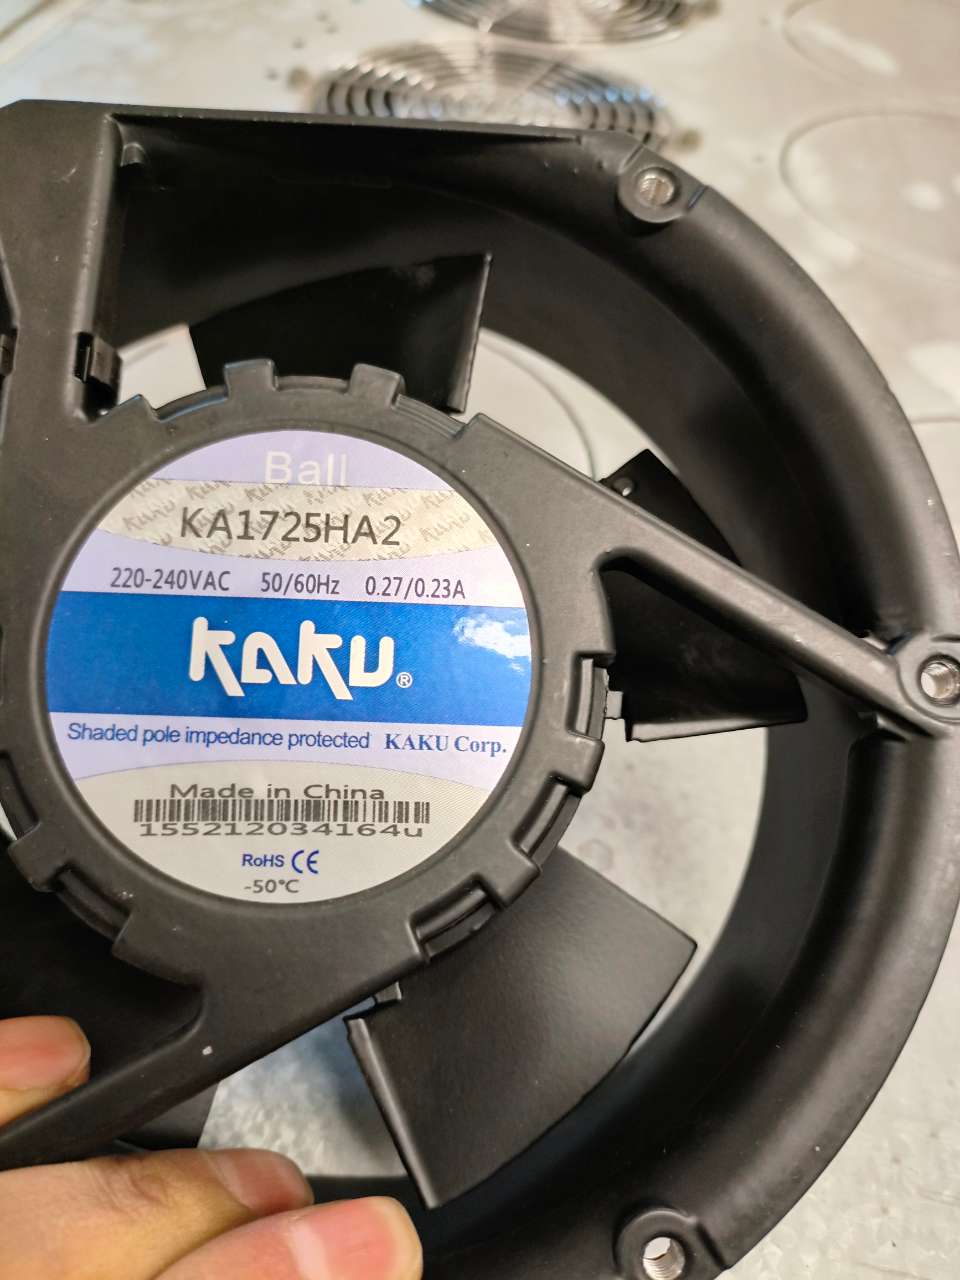 Ball
KA1725HA2
220-240VAC 50/60Hz 0.27/0.23A
KAKU®
Shaded pole impedance protected KAKU Corp.
Made in China
155212034164u
RoHS CE
-50°C